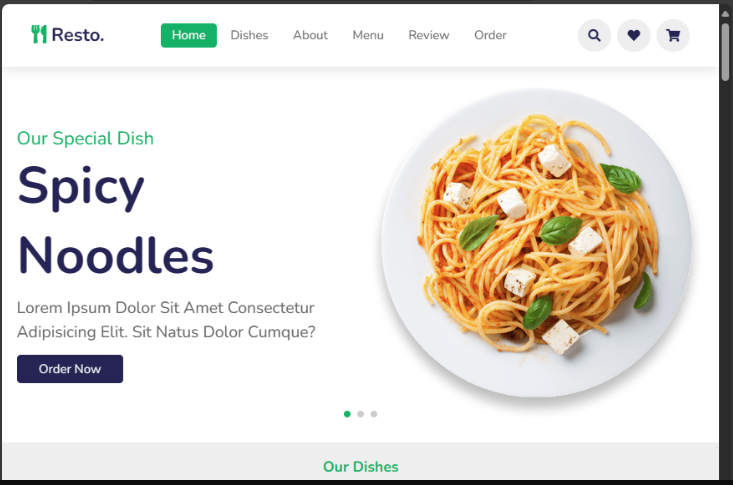 Resto.
Home Dishes About Menu Review Order
Our Special Dish
Spicy
Noodles
Lorem Ipsum Dolor Sit Amet Consectetur
Adipisicing Elit. Sit Natus Dolor Cumque?
Order Now
Our Dishes